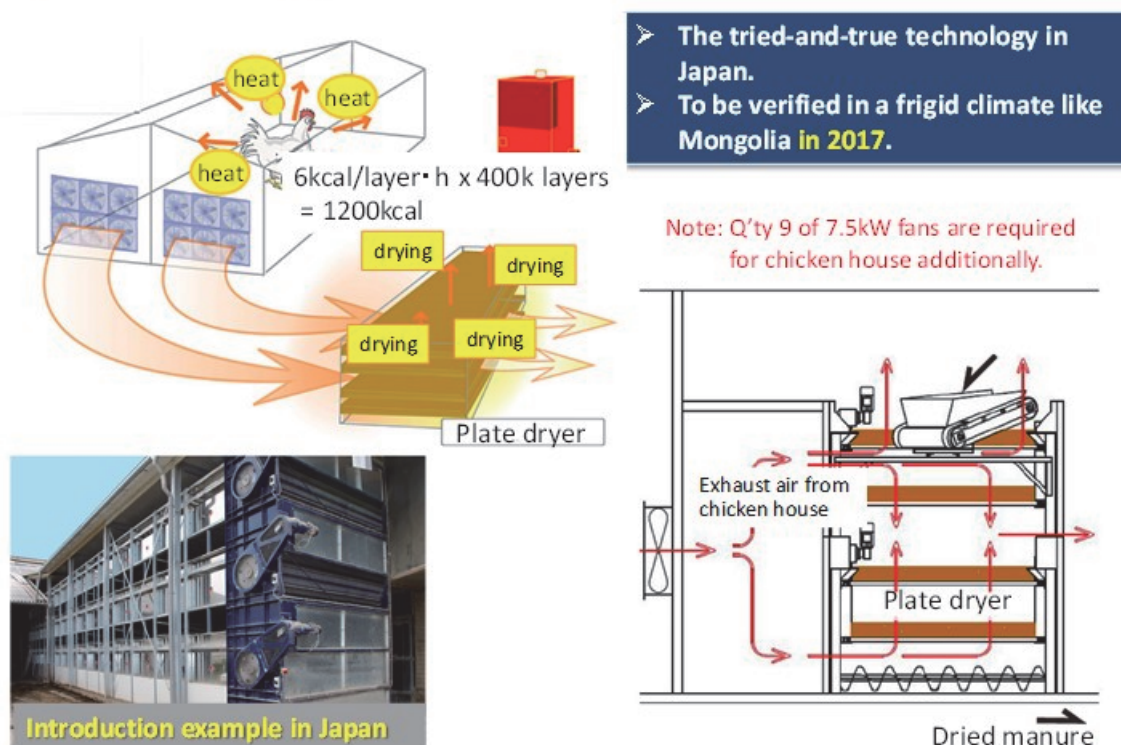 heat
heat
heat
6kcal/layer・h x 400k layers
= 1200kcal
drying
drying
drying
drying
Plate dryer
➢ The tried-and-true technology in
Japan.
➢ To be verified in a frigid climate like
Mongolia in 2017.
Note: Q'ty 9 of 7.5kW fans are required
for chicken house additionally.
Exhaust air from
chicken house
Plate dryer
Dried manure
Introduction example in Japan